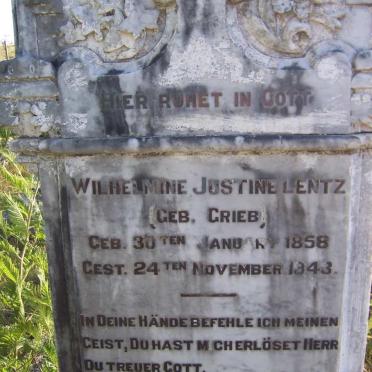 HIER RUHET IN GOTT
WILHELMINE JUSTINE LENTZ
(GEB. GRIEB)
GEB. 30TEN JANUARY 1858
GEST. 24TEN NOVEMBER 1943.
IN DEINE HÄNDE BEFEHLE ICH MEINEN
GEIST, DU HAST MICH ERLÖSET HERR
DU TREUER GOTT.